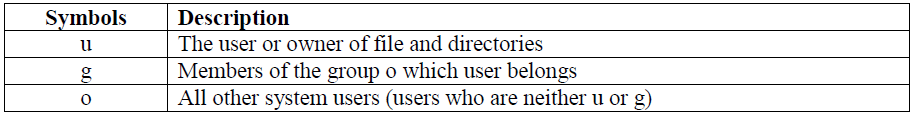 Symbols Description
u The user or owner of file and directories
g Members of the group o which user belongs
o All other system users (users who are neither u or g)